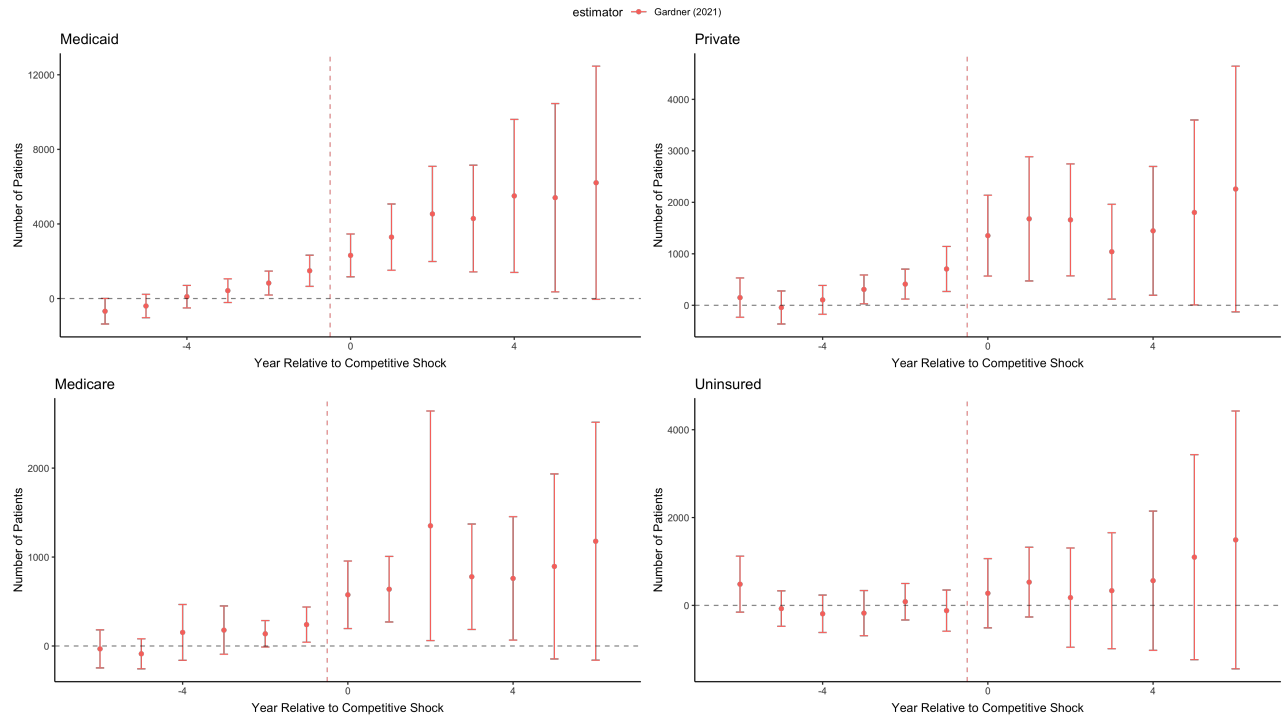 estimator Gardner (2021)
Medicaid
Number of Patients
12000
8000
4000
0
-4 0 4
Year Relative to Competitive Shock
Private
Number of Patients
4000
3000
2000
1000
0
-4 0 4
Year Relative to Competitive Shock
Medicare
Number of Patients
2000
1000
0
-4 0 4
Year Relative to Competitive Shock
Uninsured
Number of Patients
4000
2000
0
-4 0 4
Year Relative to Competitive Shock